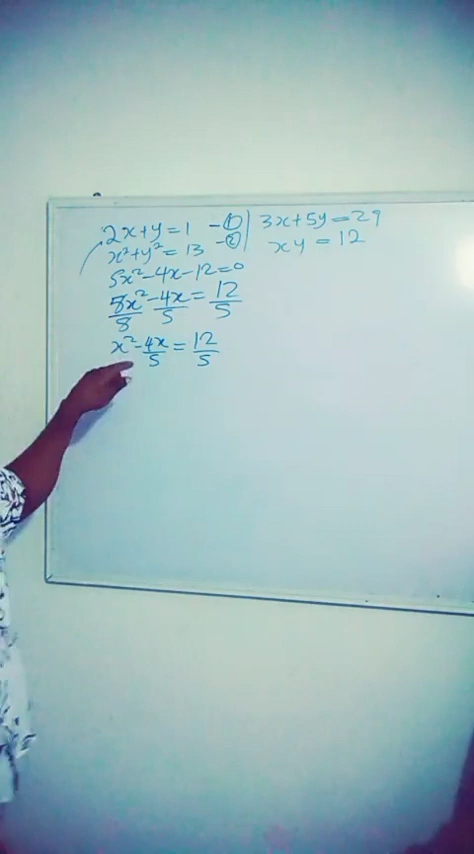 2x+y=1 -①
x²+y²=13 -②
5x²-4x-12=0
5x²/5 -4x/5 = 12/5
x²-4x/5 = 12/5
3x+5y=29
xy=12